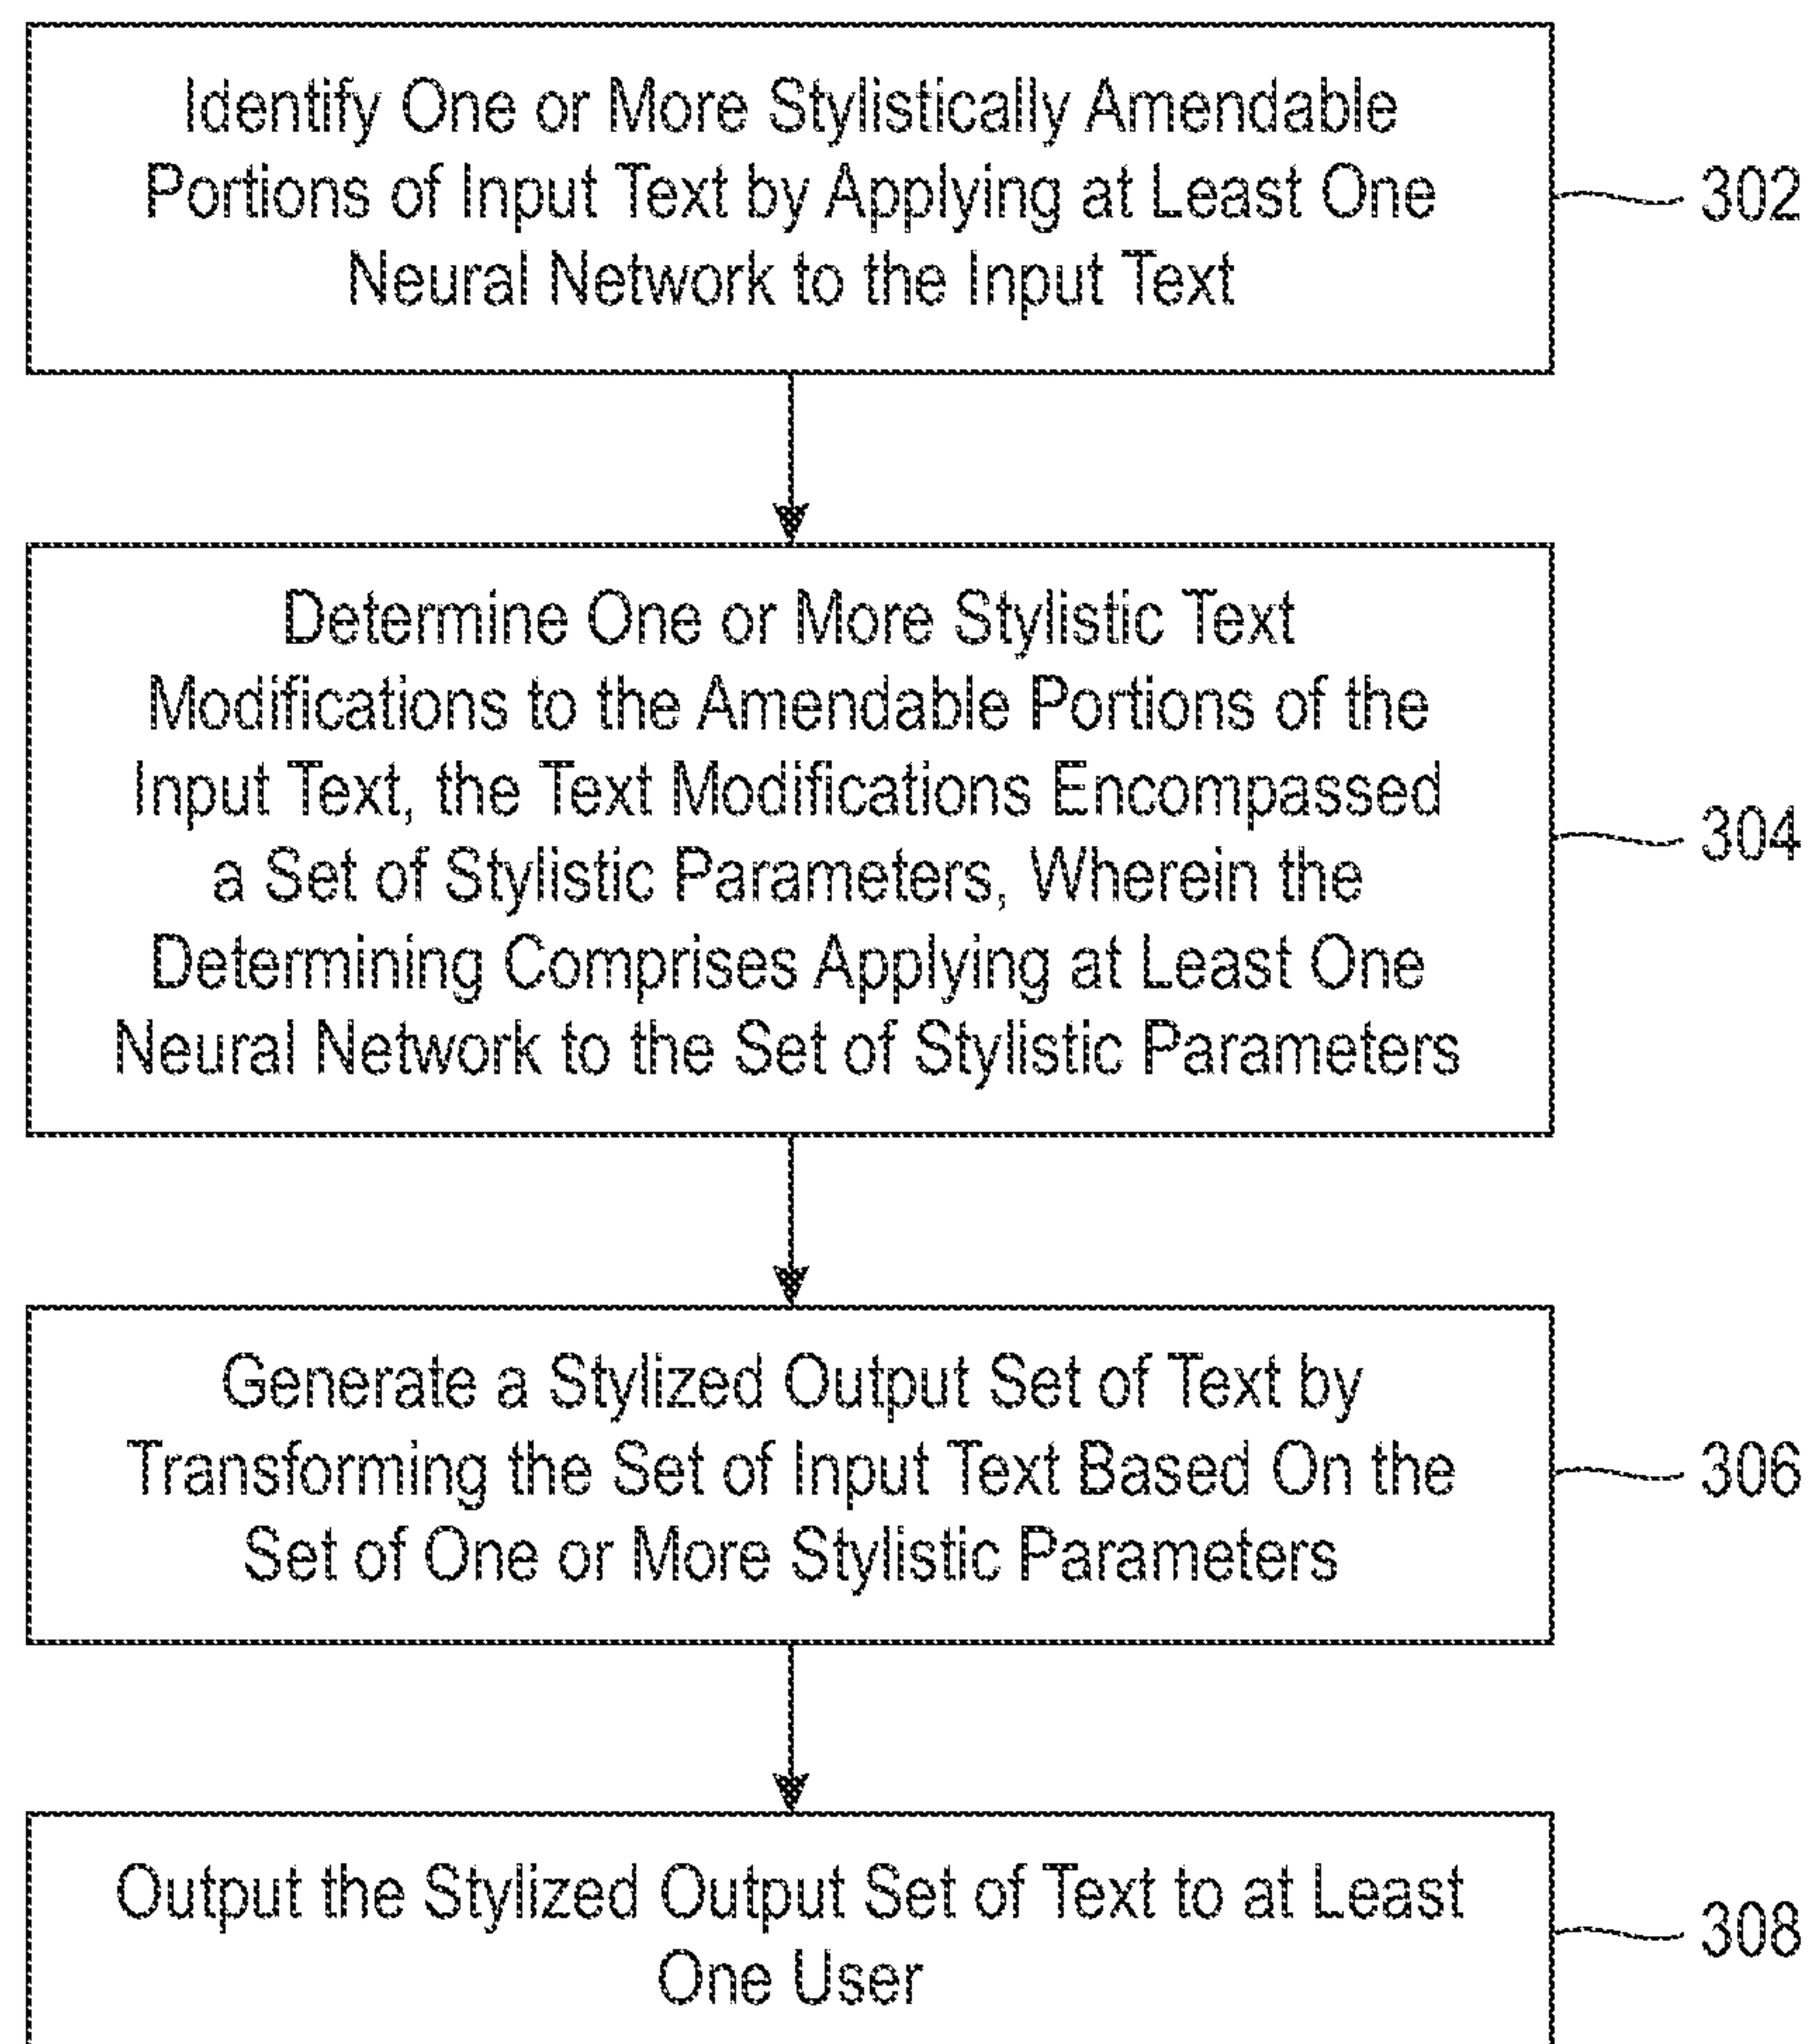 Identify One or More Stylistically Amendable
Portions of Input Text by Applying at Least One
Neural Network to the Input Text
302
Determine One or More Stylistic Text
Modifications to the Amendable Portions of the
Input Text, the Text Modifications Encompassed
a Set of Stylistic Parameters, Wherein the
Determining Comprises Applying at Least One
Neural Network to the Set of Stylistic Parameters
304
Generate a Stylized Output Set of Text by
Transforming the Set of Input Text Based On the
Set of One or More Stylistic Parameters
306
Output the Stylized Output Set of Text to at Least
One User
308